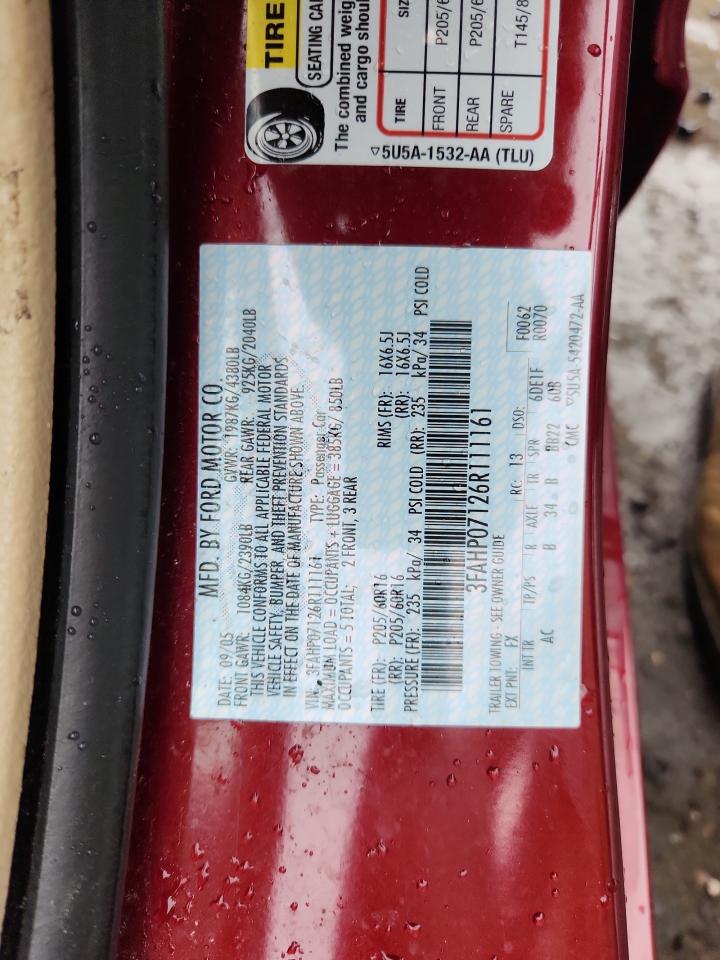 TIRE
SEATING CA
The combined weig
and cargo shou
TIRE SIZ
FRONT P205/6
REAR P205/6
SPARE T145/8
5U5A-1532-AA (TLU)
MFD. BY FORD MOTOR CO.
DATE: 09/05 GVWR: 1987KG/4380LB
FRONT GAWR: 1084KG/2390LB REAR GAWR: 925KG/2040LB
THIS VEHICLE CONFORMS TO ALL APPLICABLE FEDERAL MOTOR
VEHICLE SAFETY, BUMPER, AND THEFT PREVENTION STANDARDS
IN EFFECT ON THE DATE OF MANUFACTURE SHOWN ABOVE.
VIN: 3FAHP07126R111161 TYPE: Passenger Car
MAXIMUM LOAD = OCCUPANTS + LUGGAGE = 385KG/ 850LB
OCCUPANTS = 5 TOTAL; 2 FRONT, 3 REAR
TIRE (FR): P205/60R16 RIMS (FR): 16X6.5J
(RR): P205/60R16 (RR): 16X6.5J
PRESSURE (FR): 235 kPa/ 34 PSI COLD (RR): 235 kPa/ 34 PSI COLD
3FAHP07126R111161
TRAILER TOWING - SEE OWNER GUIDE F0062
EXT PNT: FX RC: 13 DSO: R0070
INT TR TP/PS R AXLE TR SPR 6DE1F
AC B 34 B BB22 60B
CMC 5U5A-5420472-AA